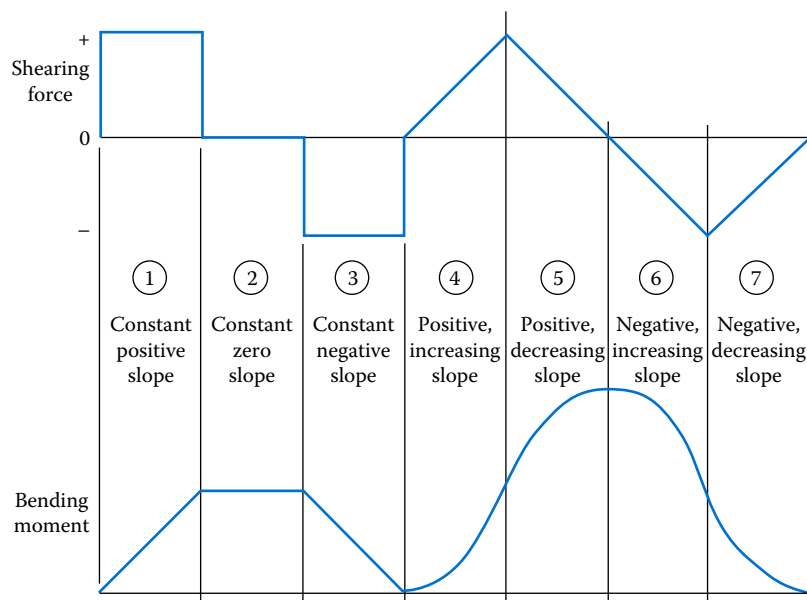 +
Shearing
force
0
–
1
2
3
4
5
6
7
Constant
positive
slope
Constant
zero
slope
Constant
negative
slope
Positive,
increasing
slope
Positive,
decreasing
slope
Negative,
increasing
slope
Negative,
decreasing
slope
Bending
moment